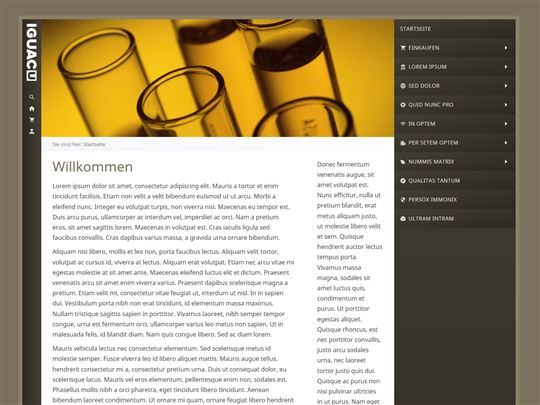 IGUACU
STARTSEITE
EINKAUFEN
LOREM IPSUM
SED DOLOR
QUID NUNC PRO
IN OPTEM
PER SETEM OPTEM
NUMMIS MATRIX
QUALITAS TANTUM
PERSOX IMMONIX
ULTRAM INTRAM
Sie sind hier: Startseite
Willkommen
Lorem ipsum dolor sit amet, consectetur adipiscing elit. Mauris a tortor et enim
tincidunt facilisis. Etiam non velit a velit bibendum euismod ut ut arcu. Morbi a
eleifend nunc. Integer eu volutpat turpis, non viverra nisi. Maecenas eu tempor est.
Duis arcu purus, ullamcorper ac interdum vel, imperdiet ac orci. Nam a pretium
eros, sit amet sagittis lorem. Maecenas in volutpat est. Cras iaculis ligula sed
faucibus convallis. Cras dapibus varius massa, a gravida urna ornare bibendum.
Aliquam nisi libero, mollis et leo non, porta faucibus lectus. Aliquam velit tortor,
volutpat ac cursus id, viverra at lectus. Aliquam erat volutpat. Etiam nec arcu vitae mi
egestas molestie at sit amet ante. Maecenas eleifend luctus elit et dictum. Praesent
venenatis arcu sit amet enim viverra varius. Praesent dapibus scelerisque magna a
pretium. Etiam velit mi, consectetur vitae feugiat ut, interdum ut nisl. In in sapien
dui. Vestibulum porta nibh non erat tincidunt, id elementum massa maximus.
Nullam tristique sagittis sapien in porttitor. Vivamus laoreet, nibh semper tempor
congue, urna est fermentum orci, ullamcorper varius leo metus non sapien. Ut in
malesuada felis, id blandit diam. Nam quis congue libero. Sed ac diam lorem.
Mauris vehicula lectus nec consectetur elementum. Sed scelerisque metus id
molestie semper. Fusce viverra leo id libero aliquet mattis. Mauris augue tellus,
hendrerit consectetur mi a, consectetur pretium urna. Duis ut consequat dolor, eu
scelerisque lacus. Mauris vel eros elementum, pellentesque enim non, sodales est.
Phasellus mollis nibh a orci pharetra, eget tincidunt libero tincidunt. Aenean
bibendum laoreet condimentum. Ut ornare mi quam, ornare feugiat libero hendrerit
Donec fermentum
venenatis augue, sit
amet volutpat est.
Nunc efficitur, nulla ut
pretium blandit, erat
metus aliquam justo,
ut molestie libero velit
et sem. Quisque
hendrerit auctor lectus
tempus porta.
Vivamus massa
magna, sodales sit
amet luctus quis,
condimentum et
purus. Ut porttitor
egestas aliquet.
Quisque rhoncus, est
nec porttitor convallis,
justo arcu sodales
urna, nec laoreet
tortor justo quis dui.
Quisque ac purus non
nisi pulvinar ultricies
in ut purus. Nam eget